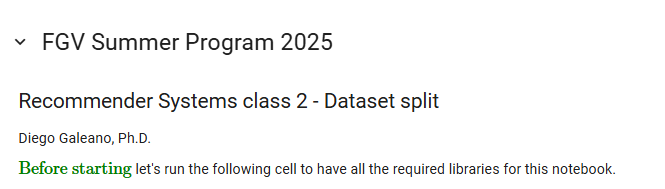 FGV Summer Program 2025
Recommender Systems class 2 - Dataset split
Diego Galeano, Ph.D.
Before starting let's run the following cell to have all the required libraries for this notebook.